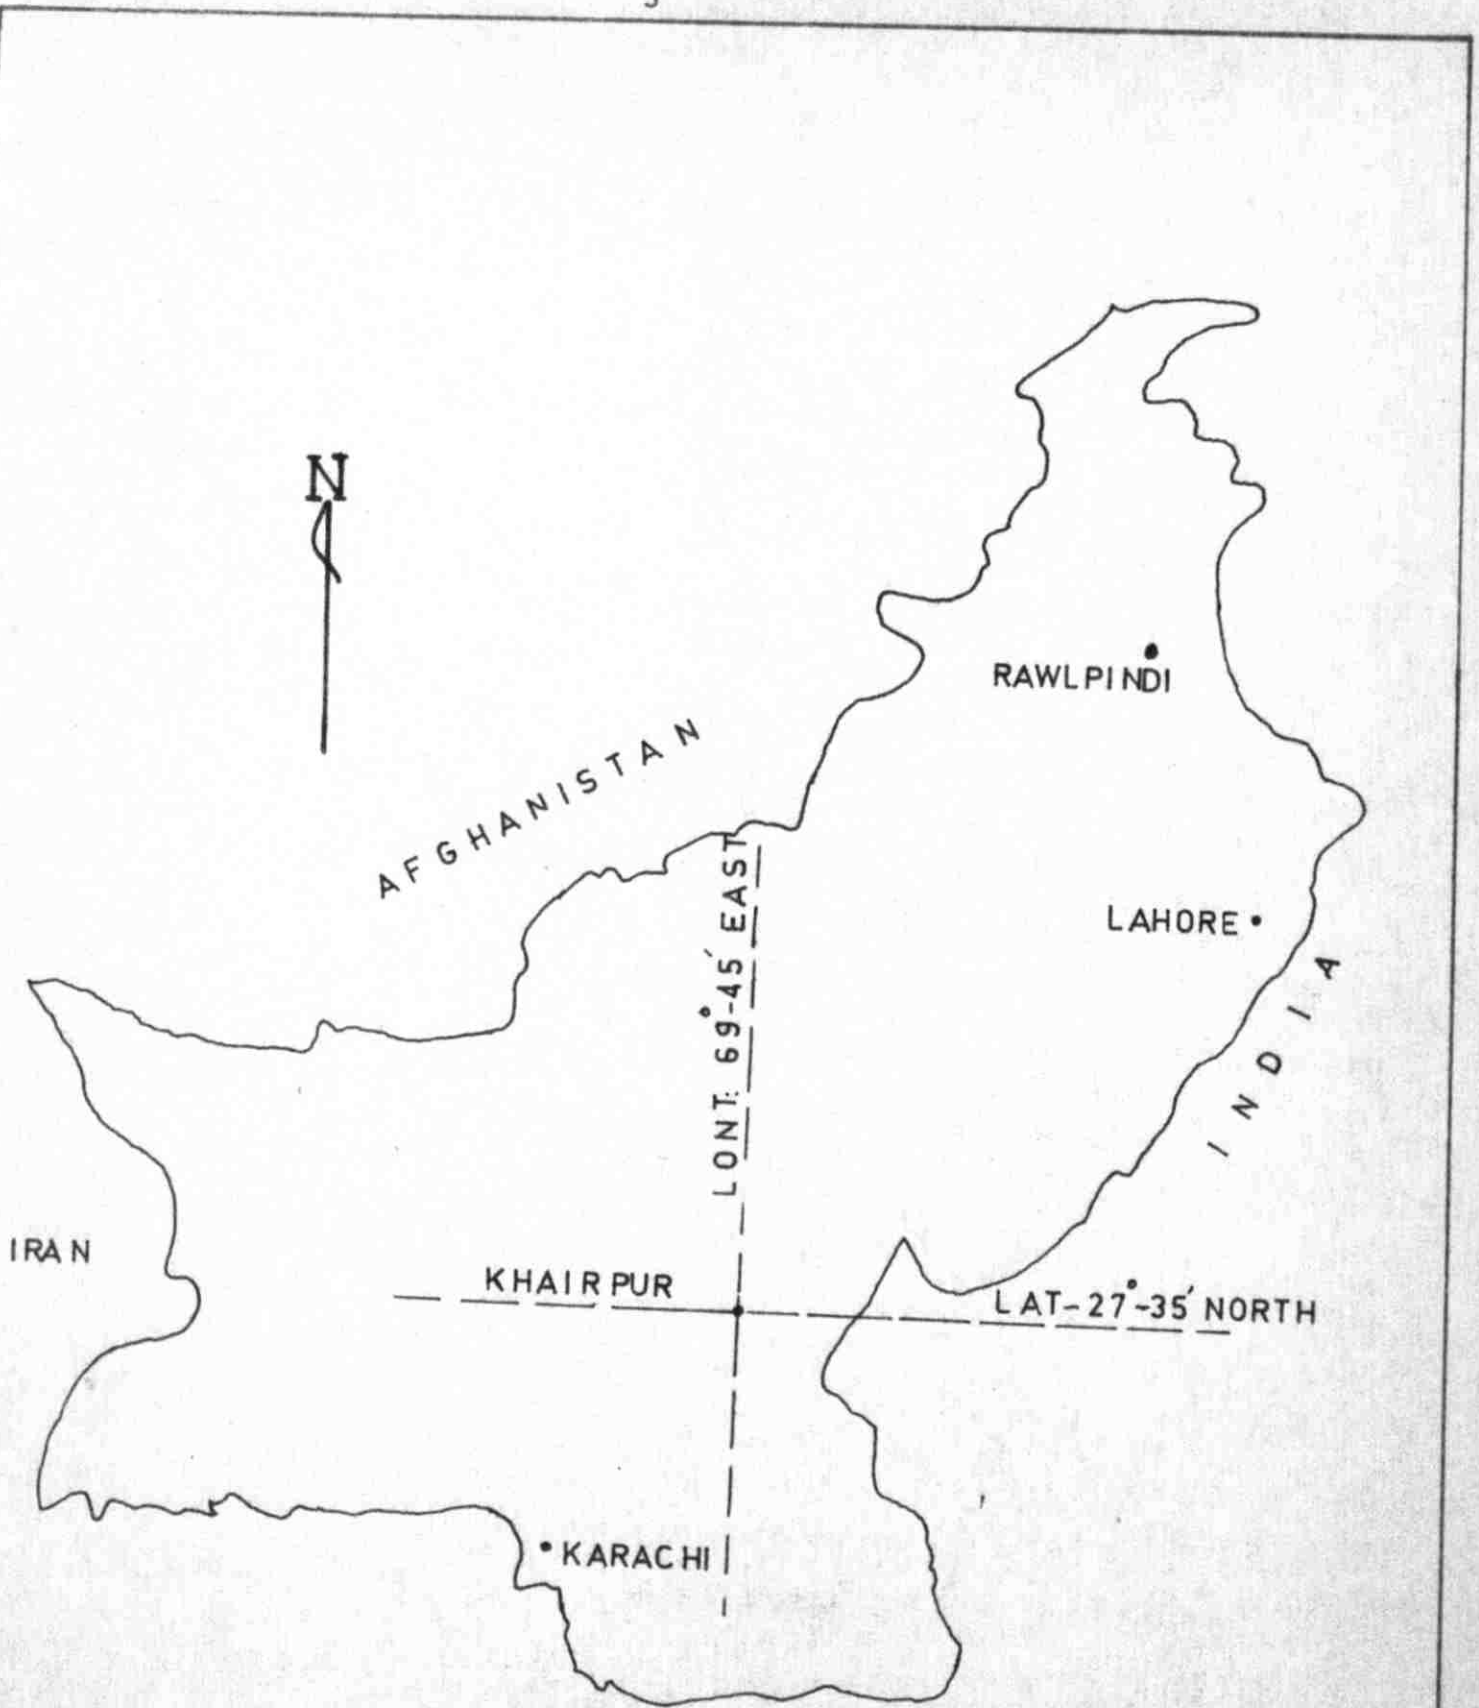 N
RAWLPINDI
AFGHANISTAN
LAHORE
INDIA
LONT: 69°-45′ EAST
IRAN
KHAIRPUR
LAT-27°-35′ NORTH
KARACHI